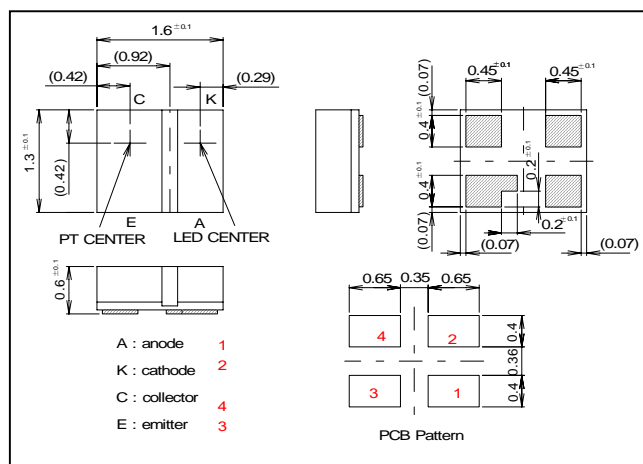 1.6 ±0.1
(0.92)
(0.42)
(0.29)
C
K
1.3 ±0.1
(0.42)
E
A
PT CENTER
LED CENTER
(0.07)
0.45 ±0.1
0.45 ±0.1
0.4 ±0.1
0.2 ±0.1
0.4 ±0.1
(0.07)
0.2 ±0.1
(0.07)
(0.07)
0.6 ±0.1
A : anode 1
K : cathode 2
C : collector 4
E : emitter 3
0.65 0.35 0.65
4 2
3 1
0.4
0.36
0.4
PCB Pattern